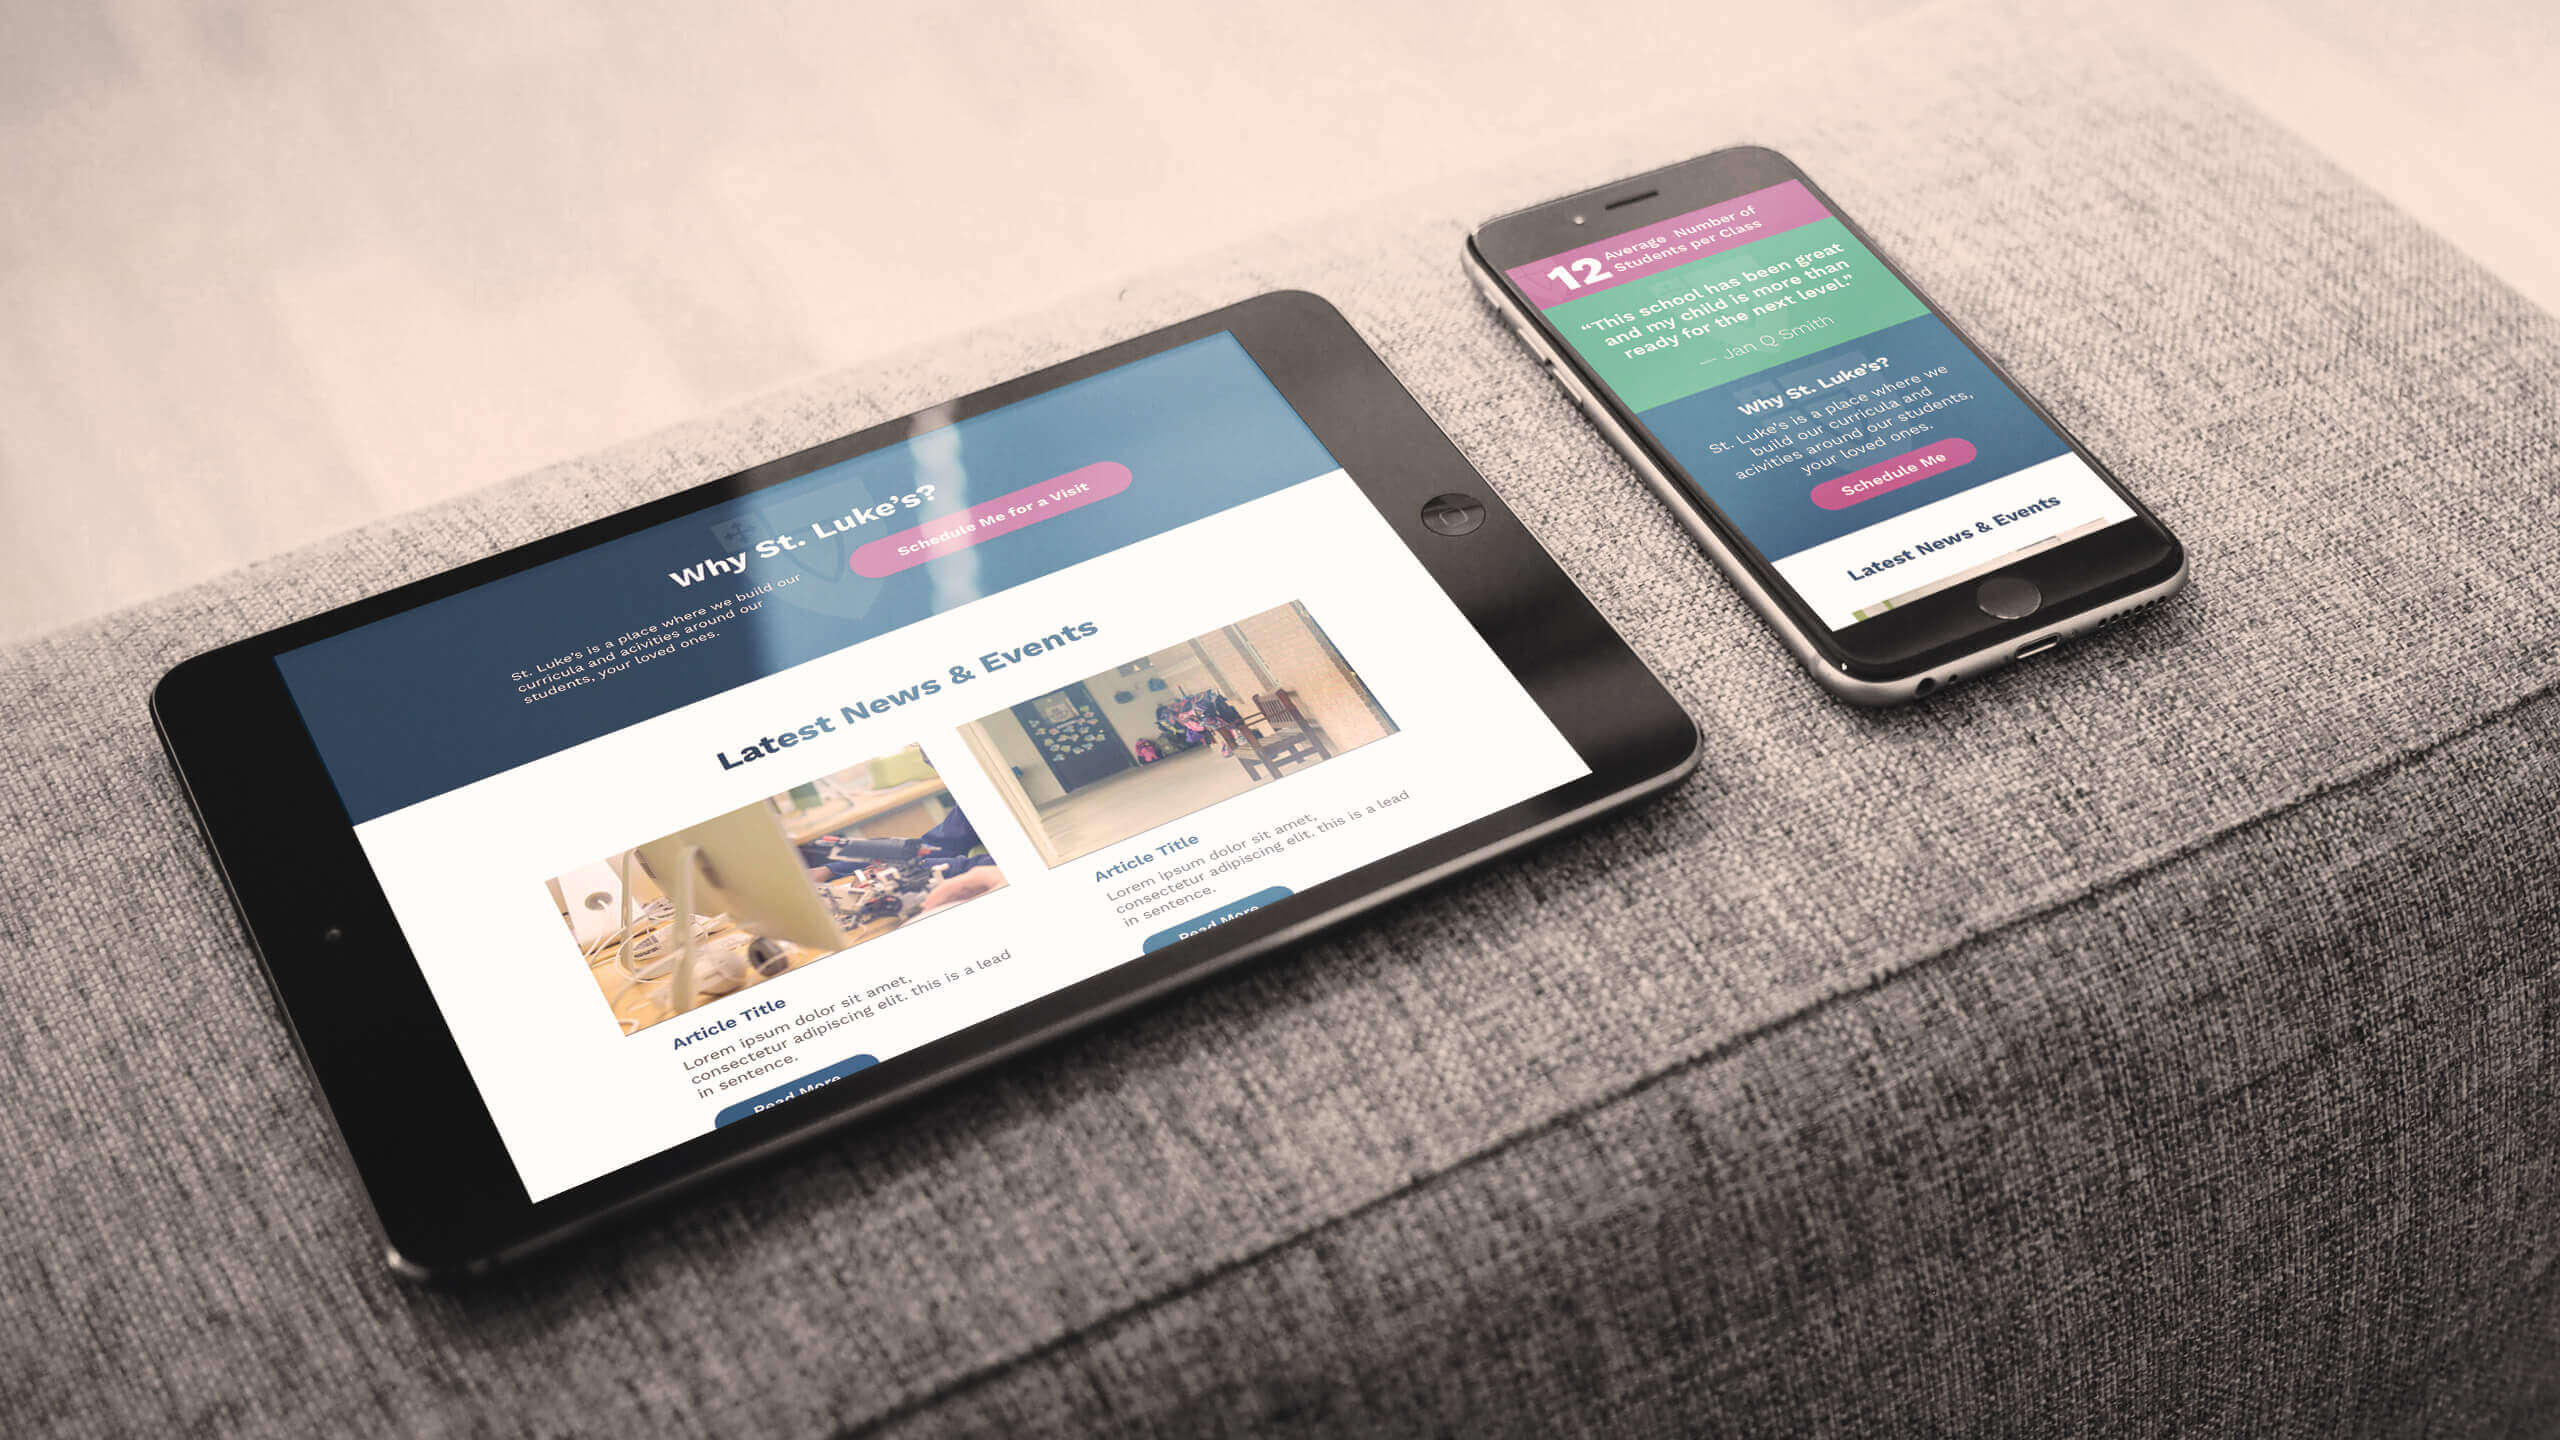 Why St. Luke's?
Schedule Me for a Visit
St. Luke's is a place where we build our
curricula and acivities around our
students, your loved ones.
Latest News & Events
Article Title
Lorem ipsum dolor sit amet,
consectetur adipiscing elit. this is a lead
in sentence.
Read More
Article Title
Lorem ipsum dolor sit amet,
consectetur adipiscing elit. this is a lead
in sentence.
Read More
12 Average Number of
Students per Class
“This school has been great
and my child is more than
ready for the next level.”
— Jan Q Smith
Why St. Luke's?
St. Luke's is a place where we
build our curricula and
acivities around our students,
your loved ones.
Schedule Me
Latest News & Events